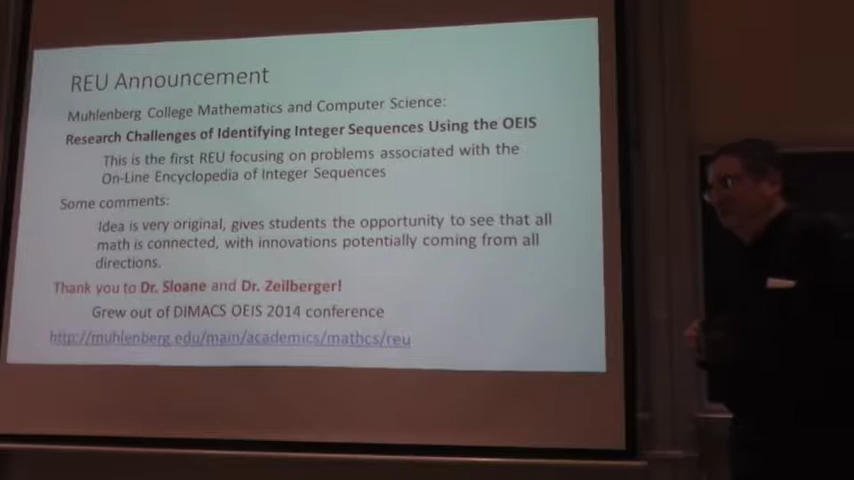 REU Announcement
Muhlenberg College Mathematics and Computer Science:
Research Challenges of Identifying Integer Sequences Using the OEIS
This is the first REU focusing on problems associated with the
On-Line Encyclopedia of Integer Sequences
Some comments:
Idea is very original, gives students the opportunity to see that all
math is connected, with innovations potentially coming from all
directions.
Thank you to Dr. Sloane and Dr. Zeilberger!
Grew out of DIMACS OEIS 2014 conference
http://muhlenberg.edu/main/academics/mathcs/reu